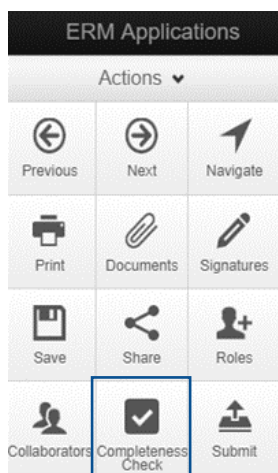 ERM Applications
Actions
Previous Next Navigate
Print Documents Signatures
Save Share Roles
Collaborators Completeness Check Submit